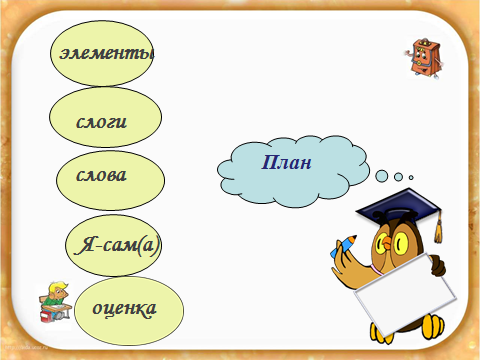 элементы
слоги
слова
Я-сам(а)
оценка
План